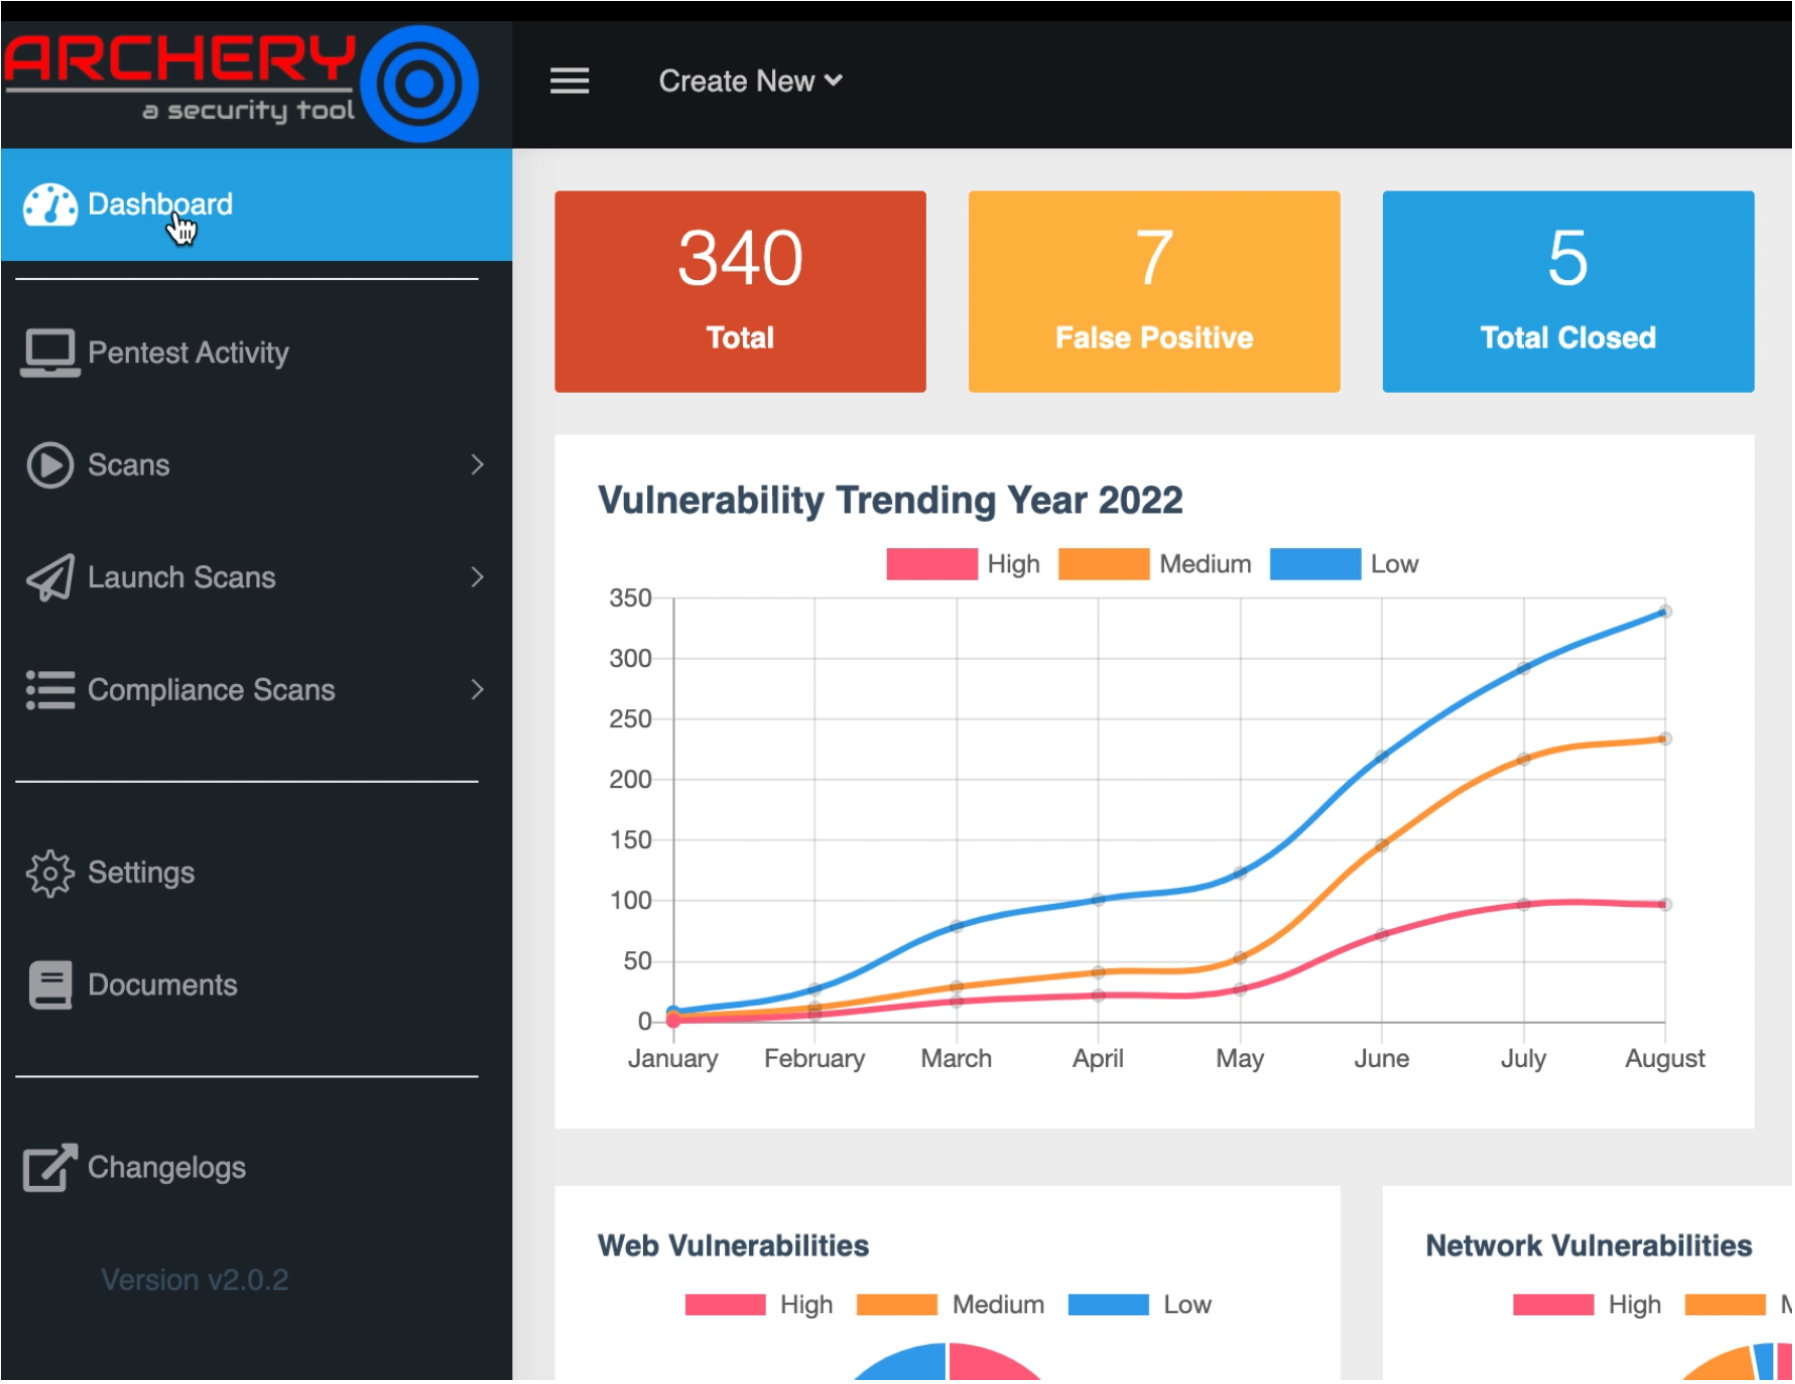 ARCHERY
a security tool
Create New
Dashboard
Pentest Activity
Scans
Launch Scans
Compliance Scans
Settings
Documents
Changelogs
Version v2.0.2
340
Total
7
False Positive
5
Total Closed
Vulnerability Trending Year 2022
High Medium Low
350
300
250
200
150
100
50
0
January February March April May June July August
Web Vulnerabilities
High Medium Low
Network Vulnerabilities
High